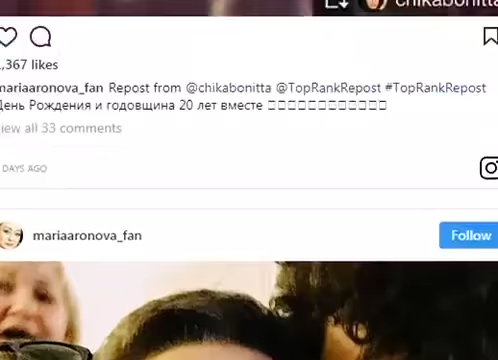 chikabonitta
,367 likes
mariaaronova_fan Repost from @chikabonitta @TopRankRepost #TopRankRepost
День Рождения и годовщина 20 лет вместе
iew all 33 comments
DAYS AGO
mariaaronova_fan
Follow